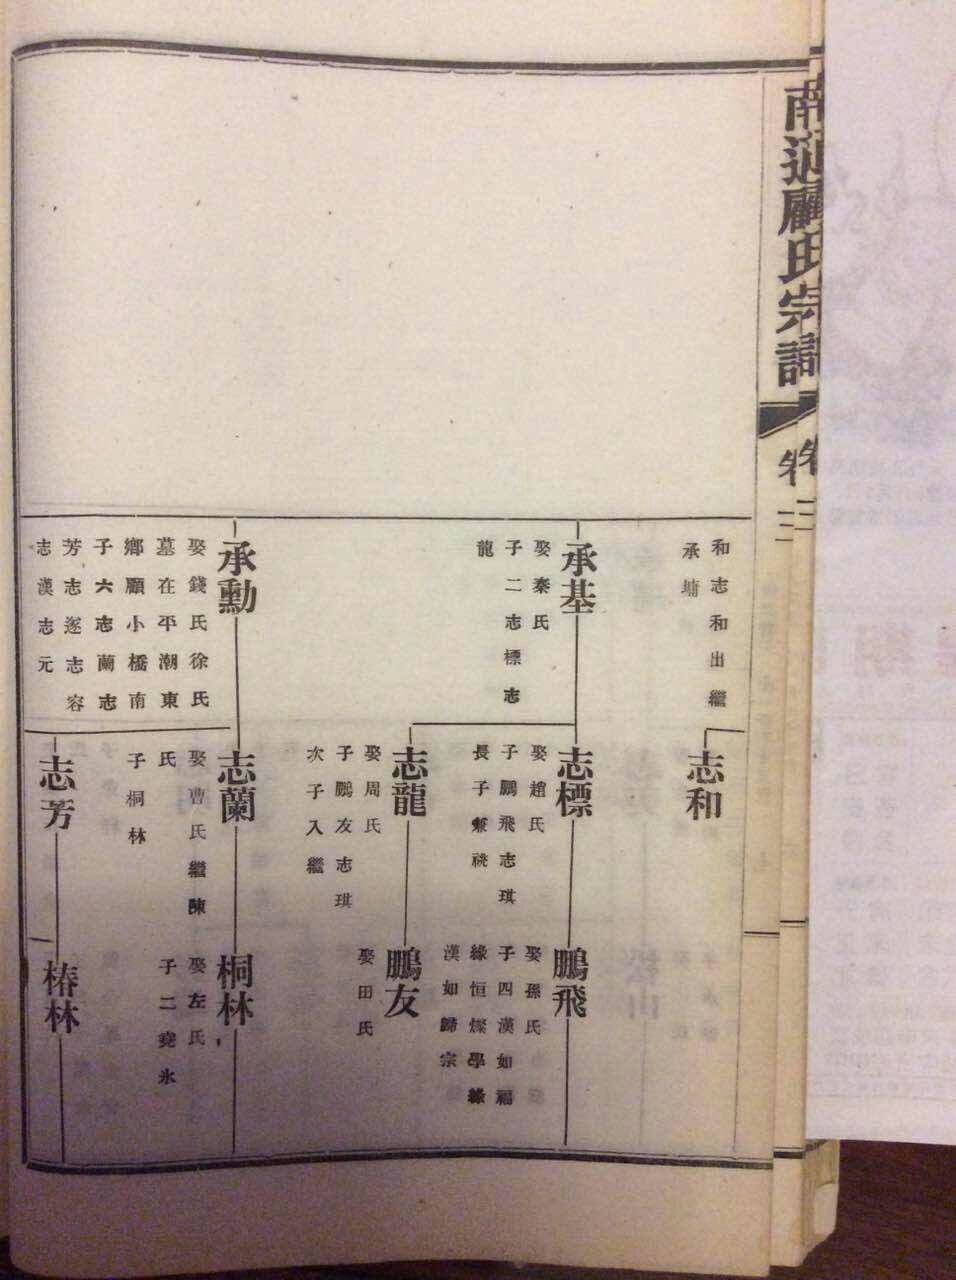 南通顧氏宗譜
卷二
和志和出繼
承墉
承基
娶秦氏
子二志標志
龍
承勳
娶錢氏徐氏
墓在平潮東
鄉顧小橋南
子六志蘭志
芳志逐志容
志漢志元
志和
志標
娶趙氏
子鵬飛志琪
長子兼祧
志龍
娶周氏
子鵬友志琪
次子入繼
志蘭
娶曹氏繼陳
氏
子桐林
志芳
鵬飛
娶孫氏
子四漢如福
緣恒燦學緣
漢如歸宗
鵬友
娶田氏
桐林
娶左氏
子二堯氷
椿林